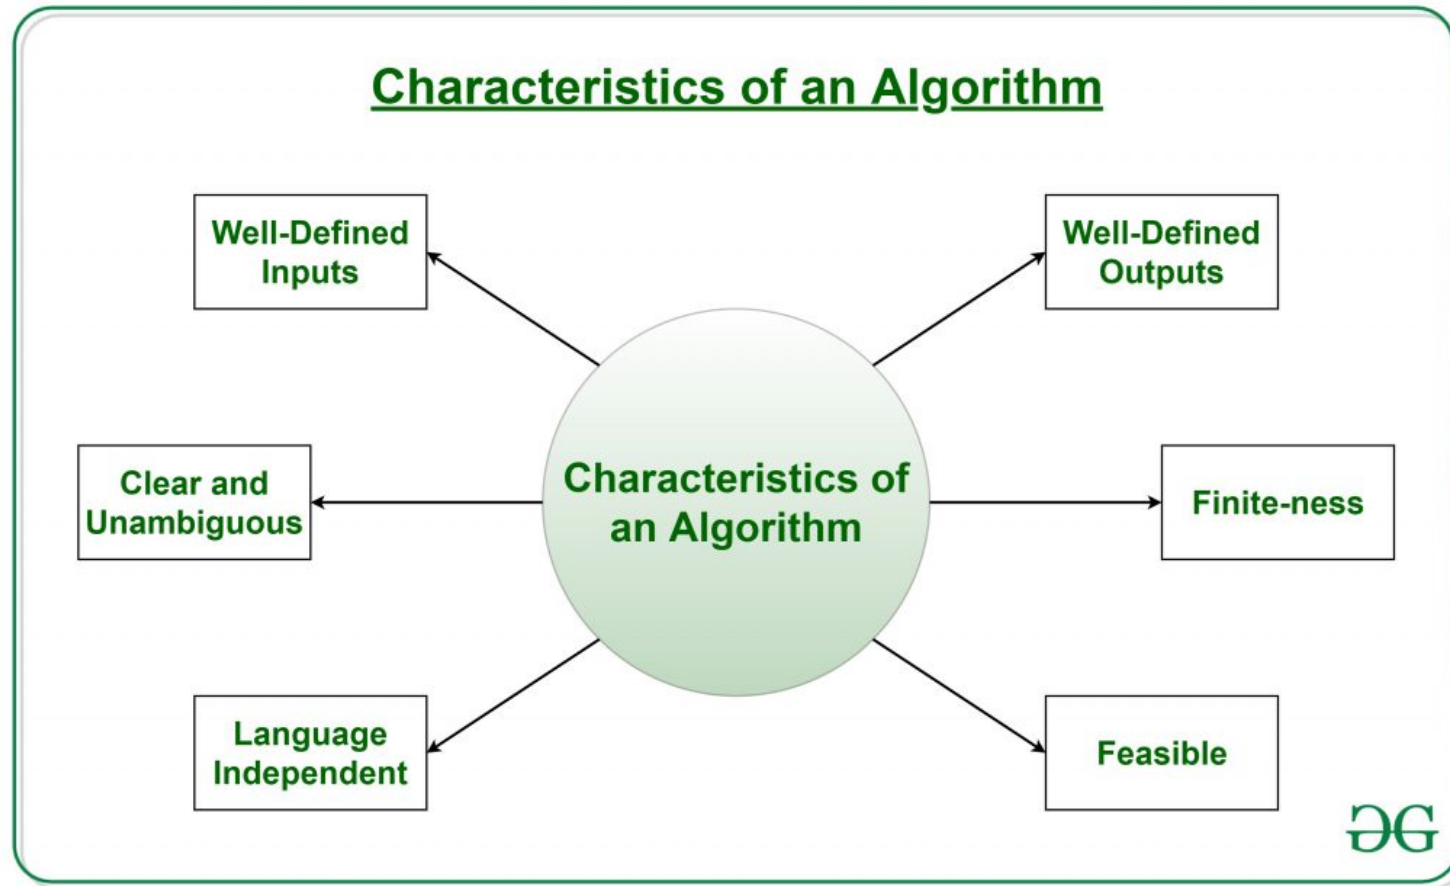 Characteristics of an Algorithm
Well-Defined
Inputs
Well-Defined
Outputs
Clear and
Unambiguous
Characteristics of
an Algorithm
Finite-ness
Language
Independent
Feasible